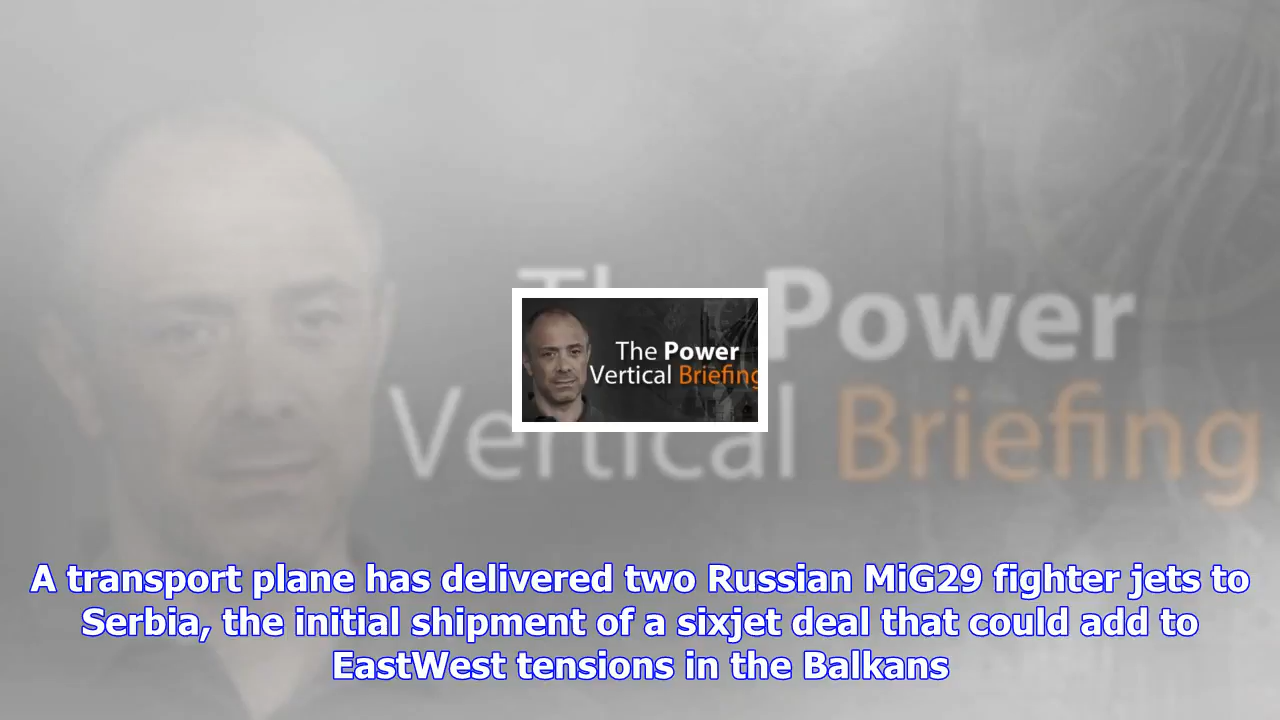 The Power
Vertical Briefing
The Power
Vertical Briefing
A transport plane has delivered two Russian MiG29 fighter jets to
Serbia, the initial shipment of a sixjet deal that could add to
EastWest tensions in the Balkans